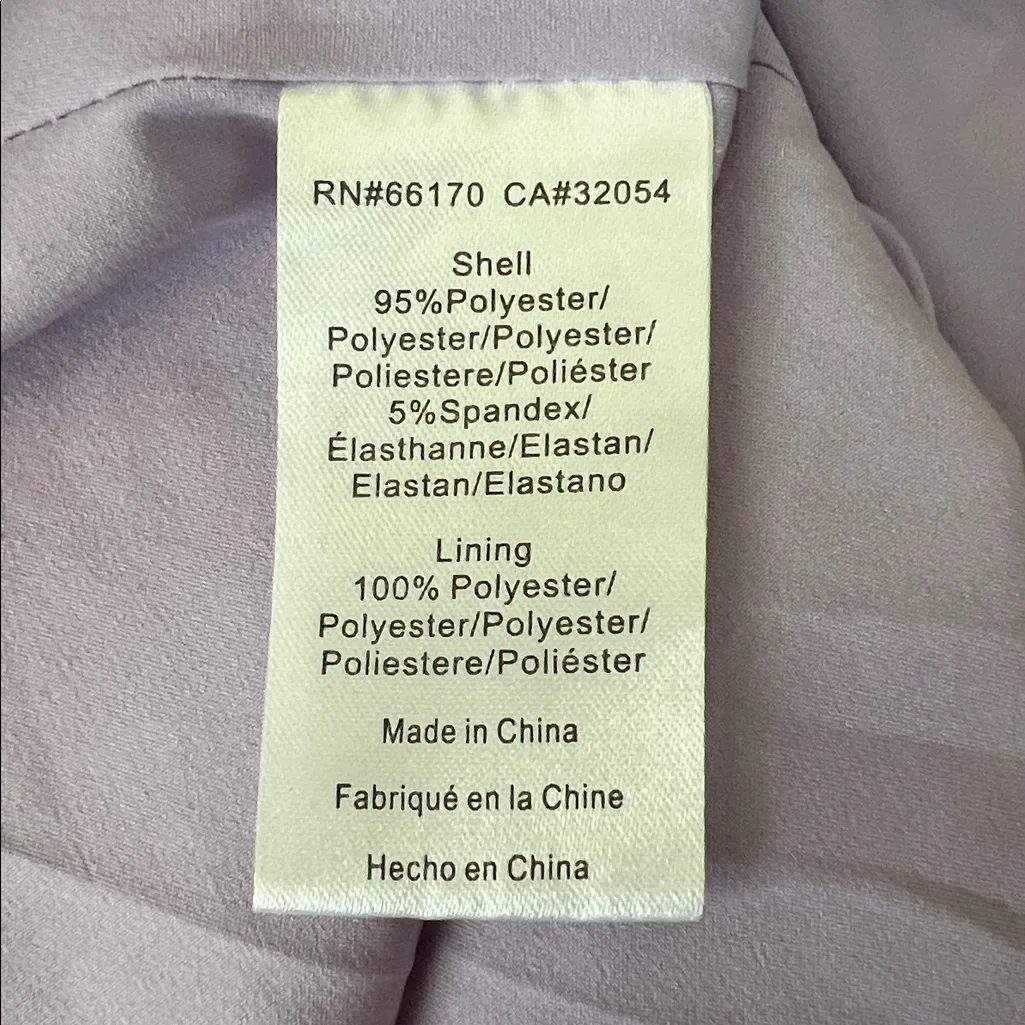 RN#66170 CA#32054
Shell
95%Polyester/
Polyester/Polyester/
Poliestere/Poliéster
5%Spandex/
Élasthanne/Elastan/
Elastan/Elastano
Lining
100% Polyester/
Polyester/Polyester/
Poliestere/Poliéster
Made in China
Fabriqué en la Chine
Hecho en China